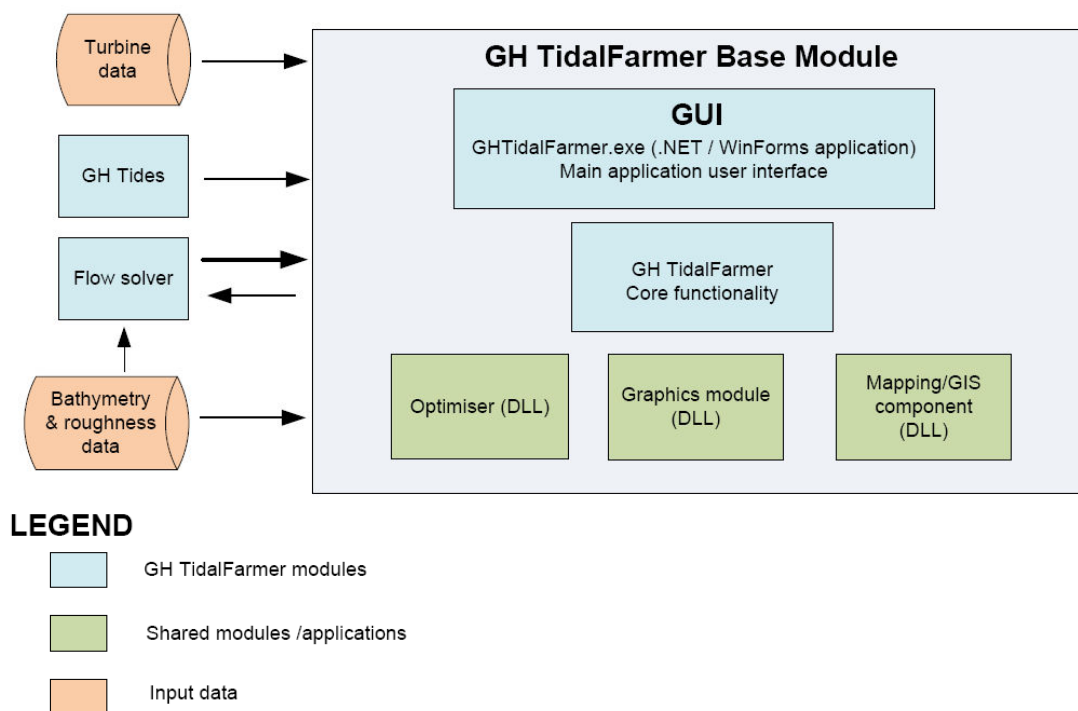 Turbine
data
GH Tides
Flow solver
Bathymetry
& roughness
data
GH TidalFarmer Base Module
GUI
GHTidalFarmer.exe (.NET / WinForms application)
Main application user interface
GH TidalFarmer
Core functionality
Optimiser (DLL)
Graphics module
(DLL)
Mapping/GIS
component
(DLL)
LEGEND
GH TidalFarmer modules
Shared modules /applications
Input data